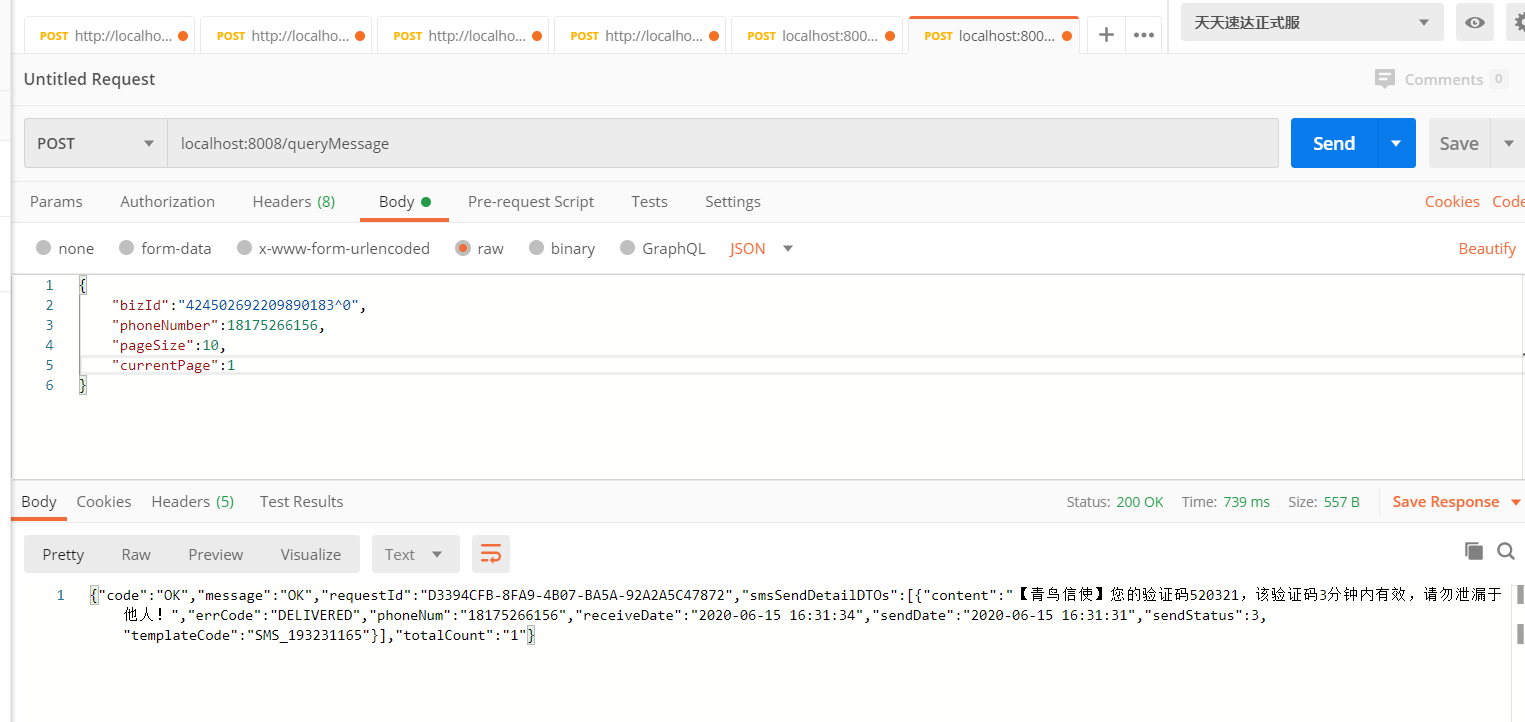 POST http://localho... POST http://localho... POST http://localho... POST http://localho... POST localhost:800... POST localhost:800... 天天速达正式服
Untitled Request Comments 0
POST localhost:8008/queryMessage Send Save
Params Authorization Headers (8) Body Pre-request Script Tests Settings Cookies Code
none form-data x-www-form-urlencoded raw binary GraphQL JSON Beautify
1 {
2 "bizId":"424502692209890183^0",
3 "phoneNumber":18175266156,
4 "pageSize":10,
5 "currentPage":1
6 }
Body Cookies Headers (5) Test Results Status: 200 OK Time: 739 ms Size: 557 B Save Response
Pretty Raw Preview Visualize Text
1 {"code":"OK","message":"OK","requestId":"D3394CFB-8FA9-4B07-BA5A-92A2A5C47872","smsSendDetailDTOs":[{"content":"【青鸟信使】您的验证码520321，该验证码3分钟内有效，请勿泄漏于
他人！","errCode":"DELIVERED","phoneNum":"18175266156","receiveDate":"2020-06-15 16:31:34","sendDate":"2020-06-15 16:31:31","sendStatus":3,
"templateCode":"SMS_193231165"}],"totalCount":"1"}